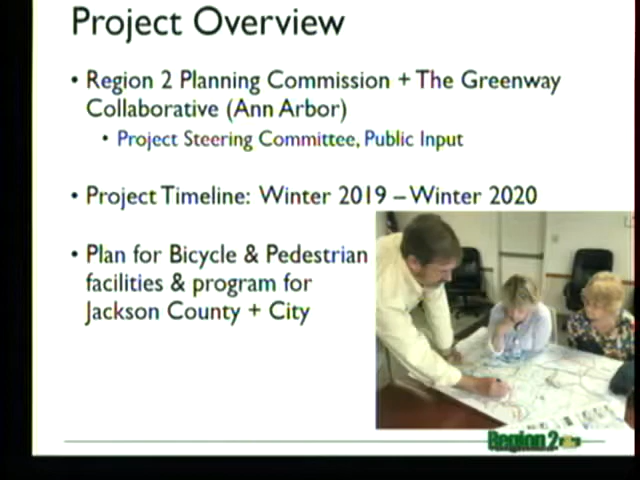 Project Overview
• Region 2 Planning Commission + The Greenway
Collaborative (Ann Arbor)
• Project Steering Committee, Public Input
• Project Timeline: Winter 2019 – Winter 2020
• Plan for Bicycle & Pedestrian
facilities & program for
Jackson County + City
Region 2